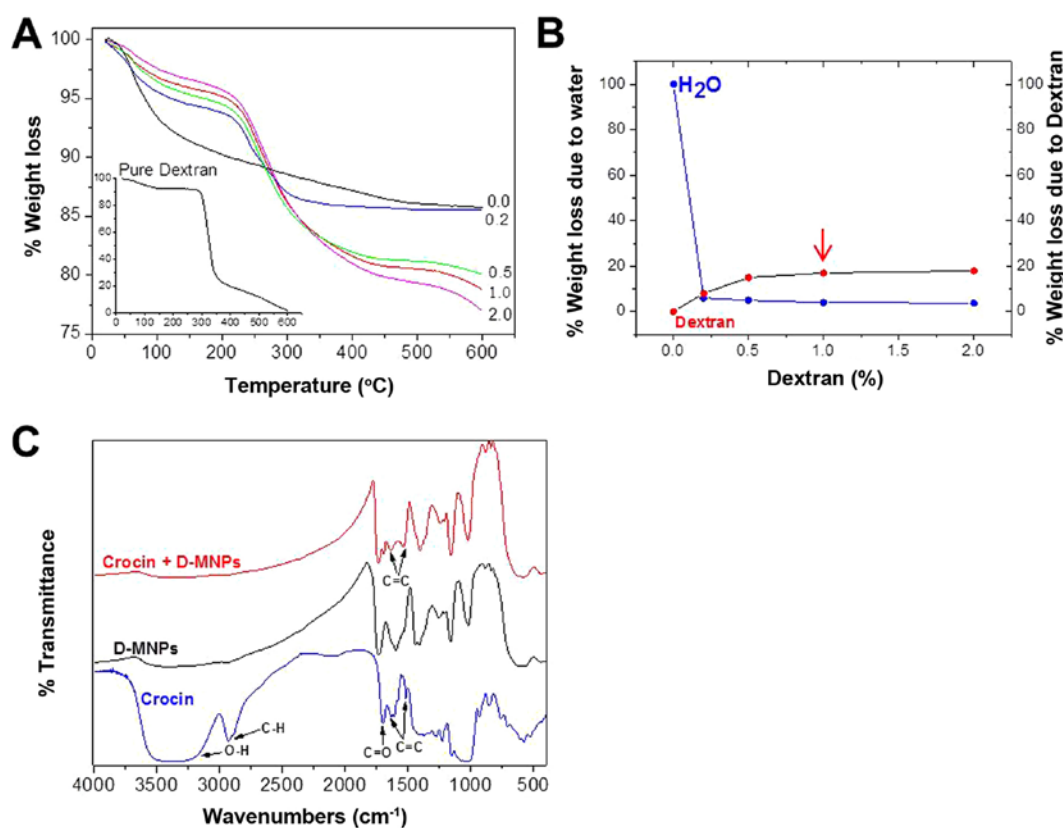 A
% Weight loss
100
95
90
85
80
75
0
100
200
300
400
500
600
Temperature (°C)
0.0
0.2
0.5
1.0
2.0
Pure Dextran
100
80
60
40
20
0
0 100 200 300 400 500 600
B
% Weight loss due to water
100
80
60
40
20
0
H2O
Dextran
0.0
0.5
1.0
1.5
2.0
Dextran (%)
100
80
60
40
20
0
% Weight loss due to Dextran
C
% Transmittance
Crocin + D-MNPs
C=C
D-MNPs
Crocin
C-H
O-H
C=O
C=C
4000 3500 3000 2500 2000 1500 1000 500
Wavenumbers (cm-1)